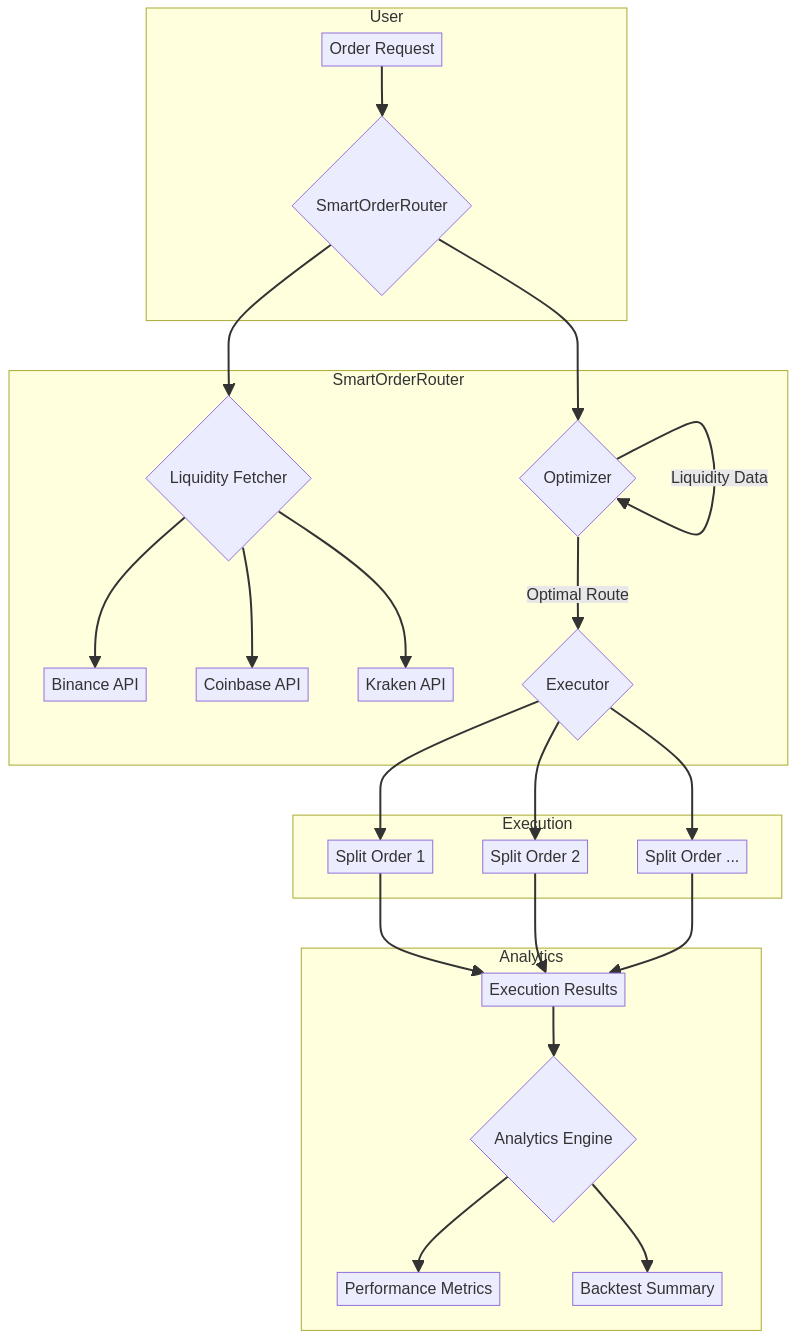 User
Order Request
SmartOrderRouter
SmartOrderRouter
Liquidity Fetcher
Optimizer
Liquidity Data
Optimal Route
Binance API
Coinbase API
Kraken API
Executor
Execution
Split Order 1
Split Order 2
Split Order ...
Analytics
Execution Results
Analytics Engine
Performance Metrics
Backtest Summary